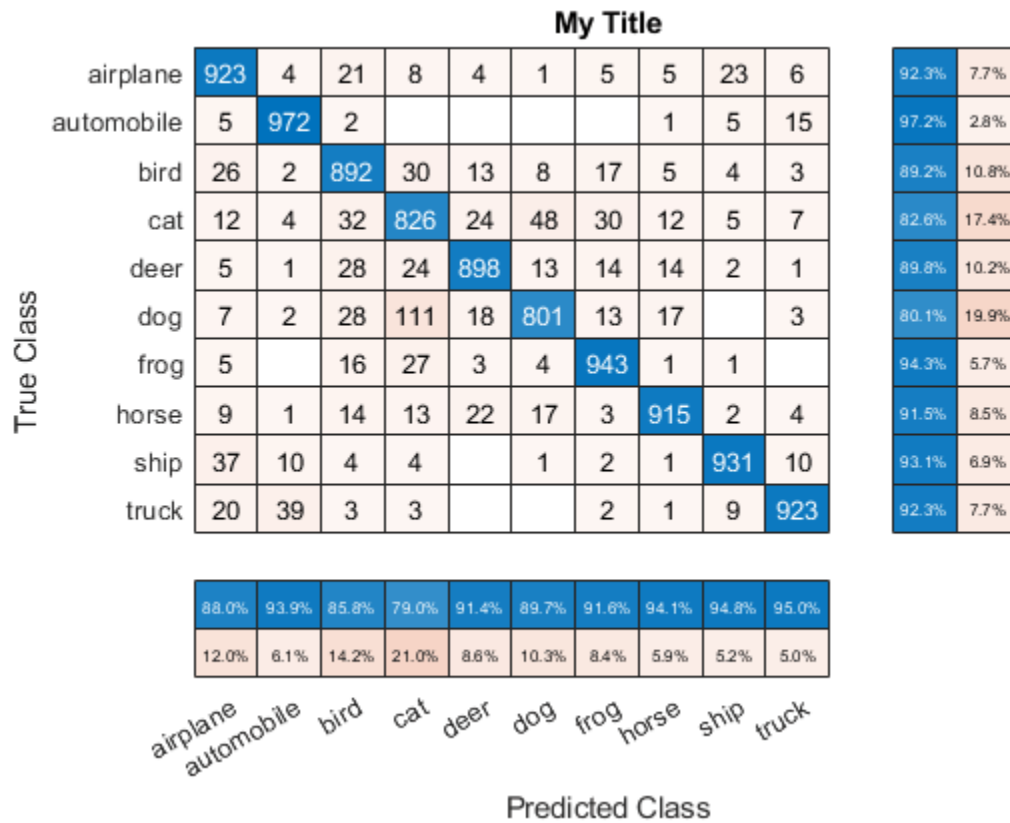 My Title
airplane 923 4 21 8 4 1 5 5 23 6 92.3% 7.7%
automobile 5 972 2 1 5 15 97.2% 2.8%
bird 26 2 892 30 13 8 17 5 4 3 89.2% 10.8%
cat 12 4 32 826 24 48 30 12 5 7 82.6% 17.4%
deer 5 1 28 24 898 13 14 14 2 1 89.8% 10.2%
dog 7 2 28 111 18 801 13 17 3 80.1% 19.9%
frog 5 16 27 3 4 943 1 1 94.3% 5.7%
horse 9 1 14 13 22 17 3 915 2 4 91.5% 8.5%
ship 37 10 4 4 1 2 1 931 10 93.1% 6.9%
truck 20 39 3 3 2 1 9 923 92.3% 7.7%
True Class
88.0% 93.9% 85.8% 79.0% 91.4% 89.7% 91.6% 94.1% 94.8% 95.0%
12.0% 6.1% 14.2% 21.0% 8.6% 10.3% 8.4% 5.9% 5.2% 5.0%
airplane automobile bird cat deer dog frog horse ship truck
Predicted Class